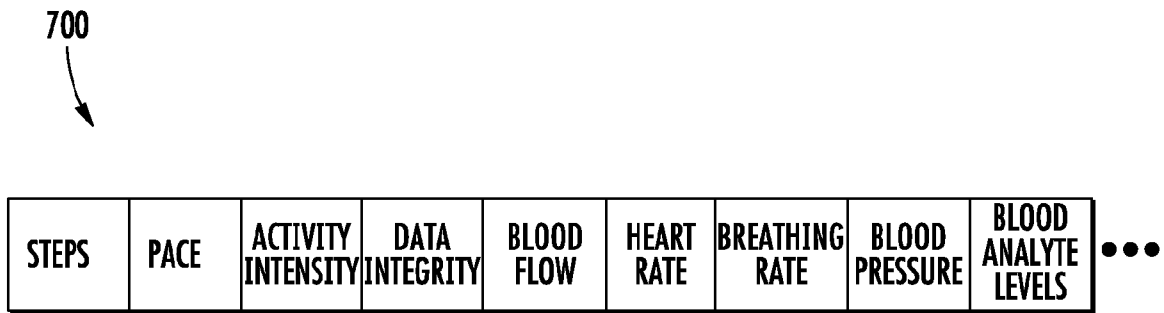 700
STEPS
PACE
ACTIVITY
INTENSITY
DATA
INTEGRITY
BLOOD
FLOW
HEART
RATE
BREATHING
RATE
BLOOD
PRESSURE
BLOOD
ANALYTE
LEVELS
•••